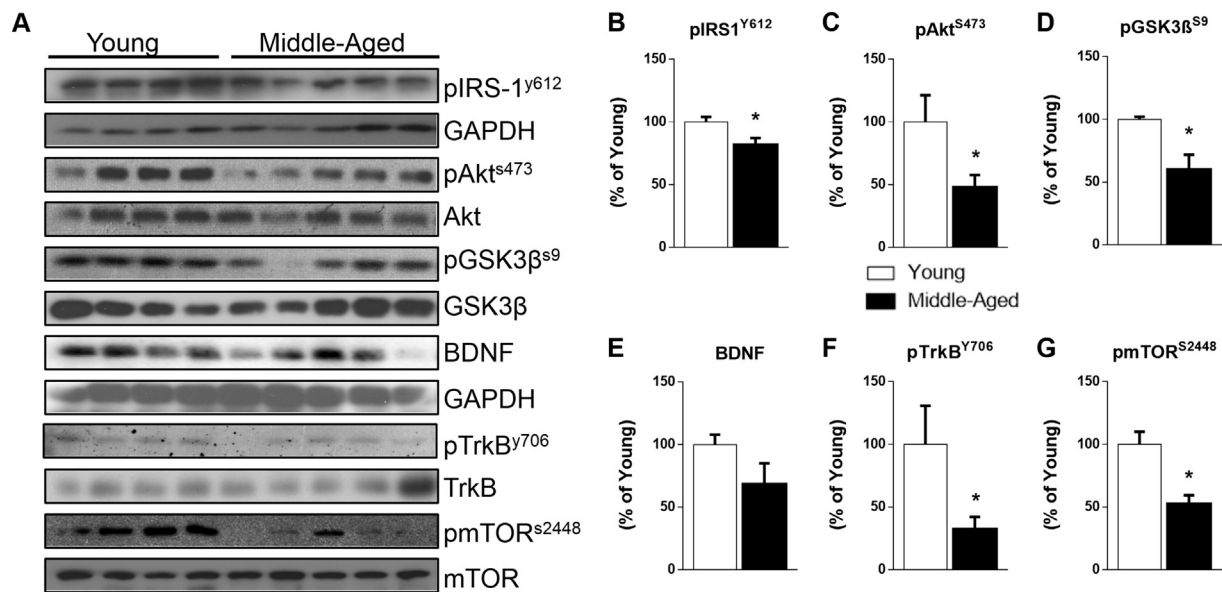 A
Young Middle-Aged
pIRS-1y612
GAPDH
pAkts473
Akt
pGSK3βs9
GSK3β
BDNF
GAPDH
pTrkBy706
TrkB
pmTORs2448
mTOR
B
pIRS1Y612
(% of Young)
150
100
50
0
*
C
pAktS473
(% of Young)
150
100
50
0
*
D
pGSK3ßS9
(% of Young)
150
100
50
0
*
Young
Middle-Aged
E
BDNF
(% of Young)
150
100
50
0
F
pTrkBY706
(% of Young)
150
100
50
0
*
G
pmTORS2448
(% of Young)
150
100
50
0
*